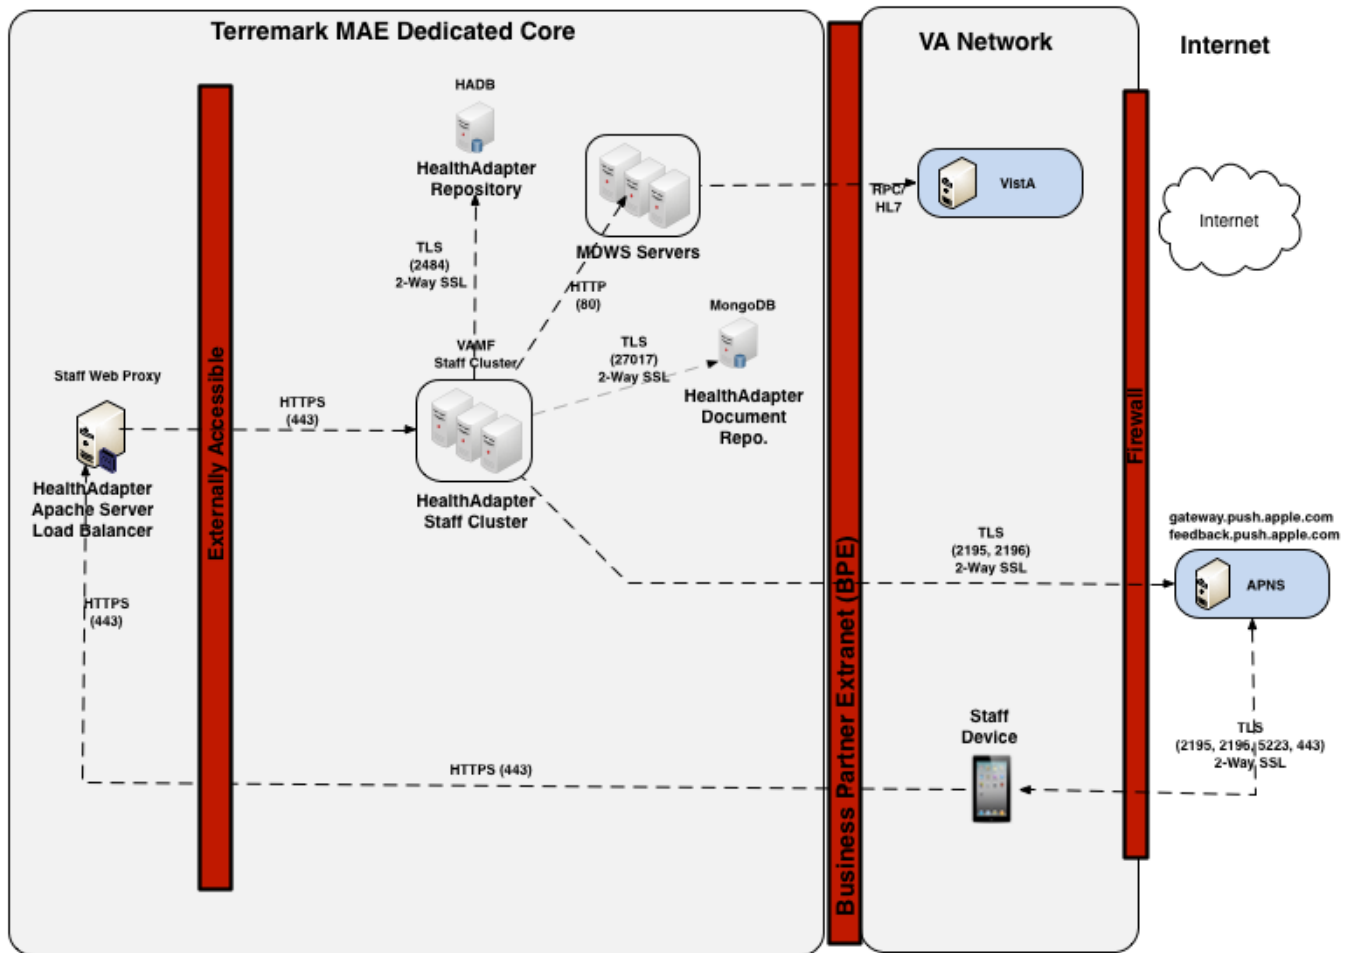 Terremark MAE Dedicated Core
VA Network
Internet
HADB
HealthAdapter
Repository
MDWS Servers
RPC/
HL7
VistA
Internet
TLS
(2484)
2-Way SSL
HTTP
(80)
MongoDB
VAMF
Staff Cluster
TLS
(27017)
2-Way SSL
HealthAdapter
Document
Repo.
Staff Web Proxy
HTTPS
(443)
HealthAdapter
Apache Server
Load Balancer
HealthAdapter
Staff Cluster
Externally Accessible
Business Partner Extranet (BPE)
Firewall
gateway.push.apple.com
feedback.push.apple.com
TLS
(2195, 2196)
2-Way SSL
APNS
HTTPS
(443)
Staff
Device
TLS
(2195, 2196, 5223, 443)
2-Way SSL
HTTPS (443)